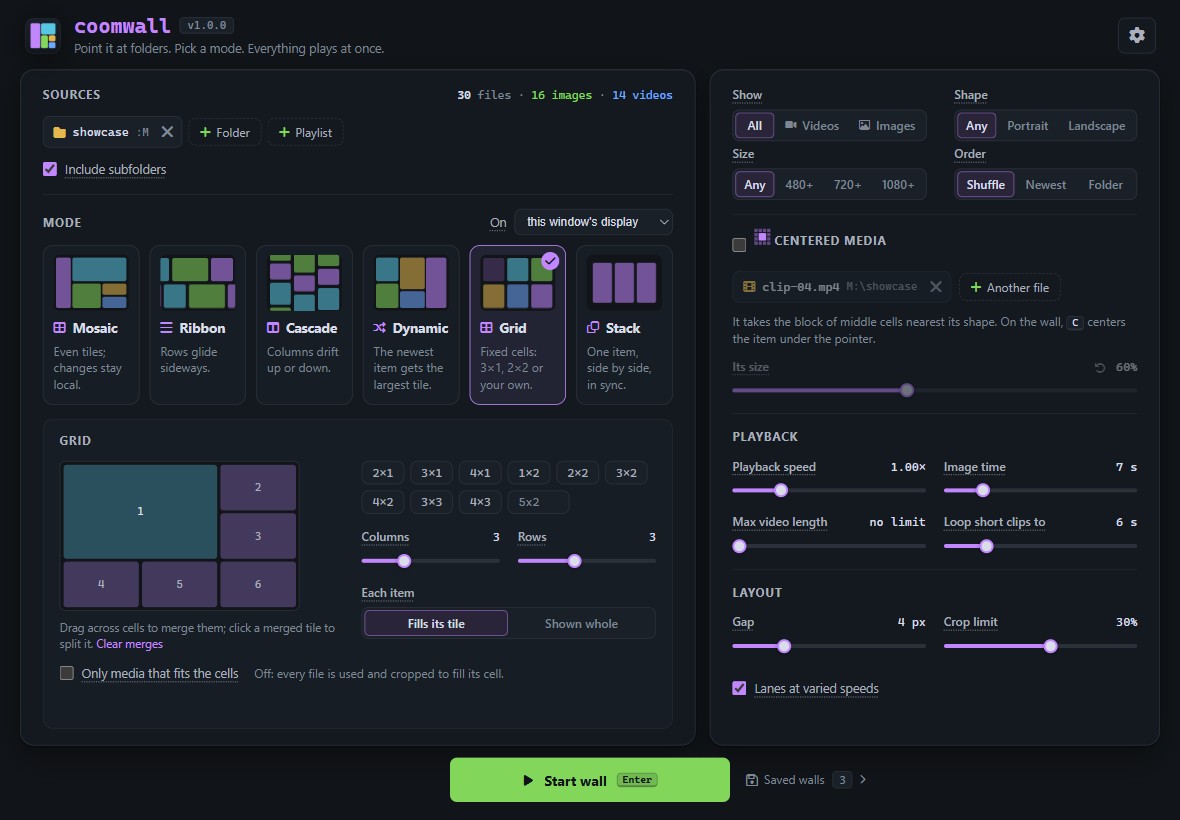 coomwall v1.0.0
Point it at folders. Pick a mode. Everything plays at once.
SOURCES
30 files · 16 images · 14 videos
showcase :M
+ Folder
+ Playlist
Include subfolders
MODE
On this window's display
Mosaic
Even tiles;
changes stay
local.
Ribbon
Rows glide
sideways.
Cascade
Columns drift
up or down.
Dynamic
The newest
item gets the
largest tile.
Grid
Fixed cells:
3×1, 2×2 or
your own.
Stack
One item,
side by side,
in sync.
GRID
1
2
3
4
5
6
Drag across cells to merge them; click a merged tile to
split it. Clear merges
2×1 3×1 4×1 1×2 2×2 3×2
4×2 3×3 4×3 5x2
Columns 3
Rows 3
Each item
Fills its tile
Shown whole
Only media that fits the cells
Off: every file is used and cropped to fill its cell.
Show
All Videos Images
Shape
Any Portrait Landscape
Size
Any 480+ 720+ 1080+
Order
Shuffle Newest Folder
CENTERED MEDIA
clip-04.mp4 M:\showcase
+ Another file
It takes the block of middle cells nearest its shape. On the wall, C centers
the item under the pointer.
Its size 60%
PLAYBACK
Playback speed 1.00×
Image time 7 s
Max video length no limit
Loop short clips to 6 s
LAYOUT
Gap 4 px
Crop limit 30%
Lanes at varied speeds
Start wall Enter
Saved walls 3